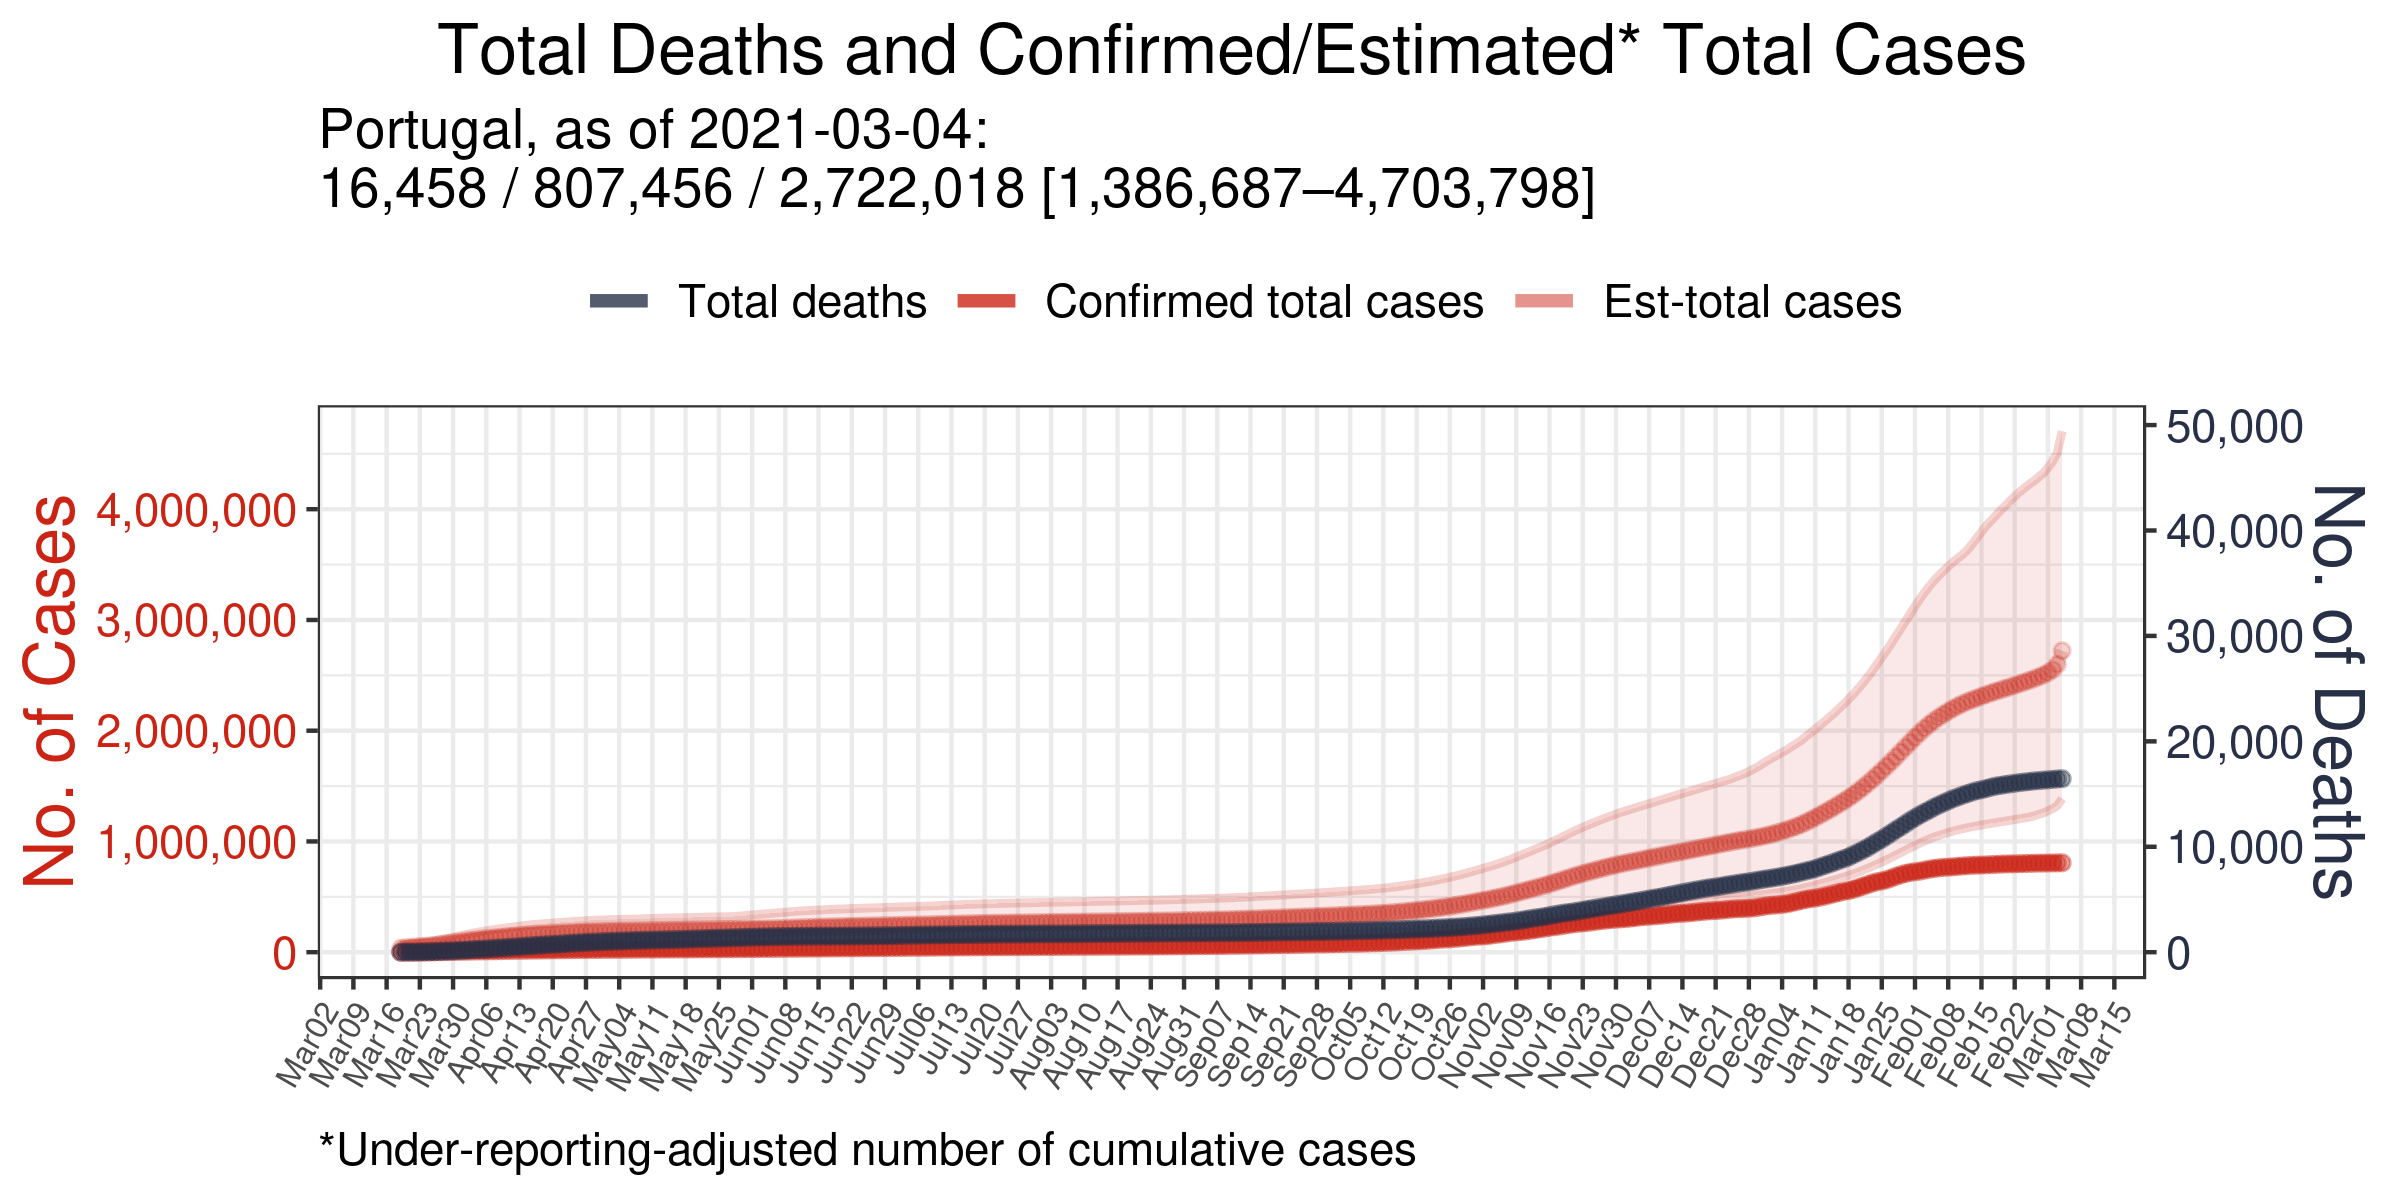 Total Deaths and Confirmed/Estimated* Total Cases
Portugal, as of 2021-03-04:
16,458 / 807,456 / 2,722,018 [1,386,687–4,703,798]
Total deaths
Confirmed total cases
Est-total cases
No. of Cases
4,000,000
3,000,000
2,000,000
1,000,000
0
50,000
40,000
30,000
20,000
10,000
0
No. of Deaths
Mar02
Mar09
Mar16
Mar23
Mar30
Apr06
Apr13
Apr20
Apr27
May04
May11
May18
May25
Jun01
Jun08
Jun15
Jun22
Jun29
Jul06
Jul13
Jul20
Jul27
Aug03
Aug10
Aug17
Aug24
Aug31
Sep07
Sep14
Sep21
Sep28
Oct05
Oct12
Oct19
Oct26
Nov02
Nov09
Nov16
Nov23
Nov30
Dec07
Dec14
Dec21
Dec28
Jan04
Jan11
Jan18
Jan25
Feb01
Feb08
Feb15
Feb22
Mar01
Mar08
Mar15
*Under-reporting-adjusted number of cumulative cases